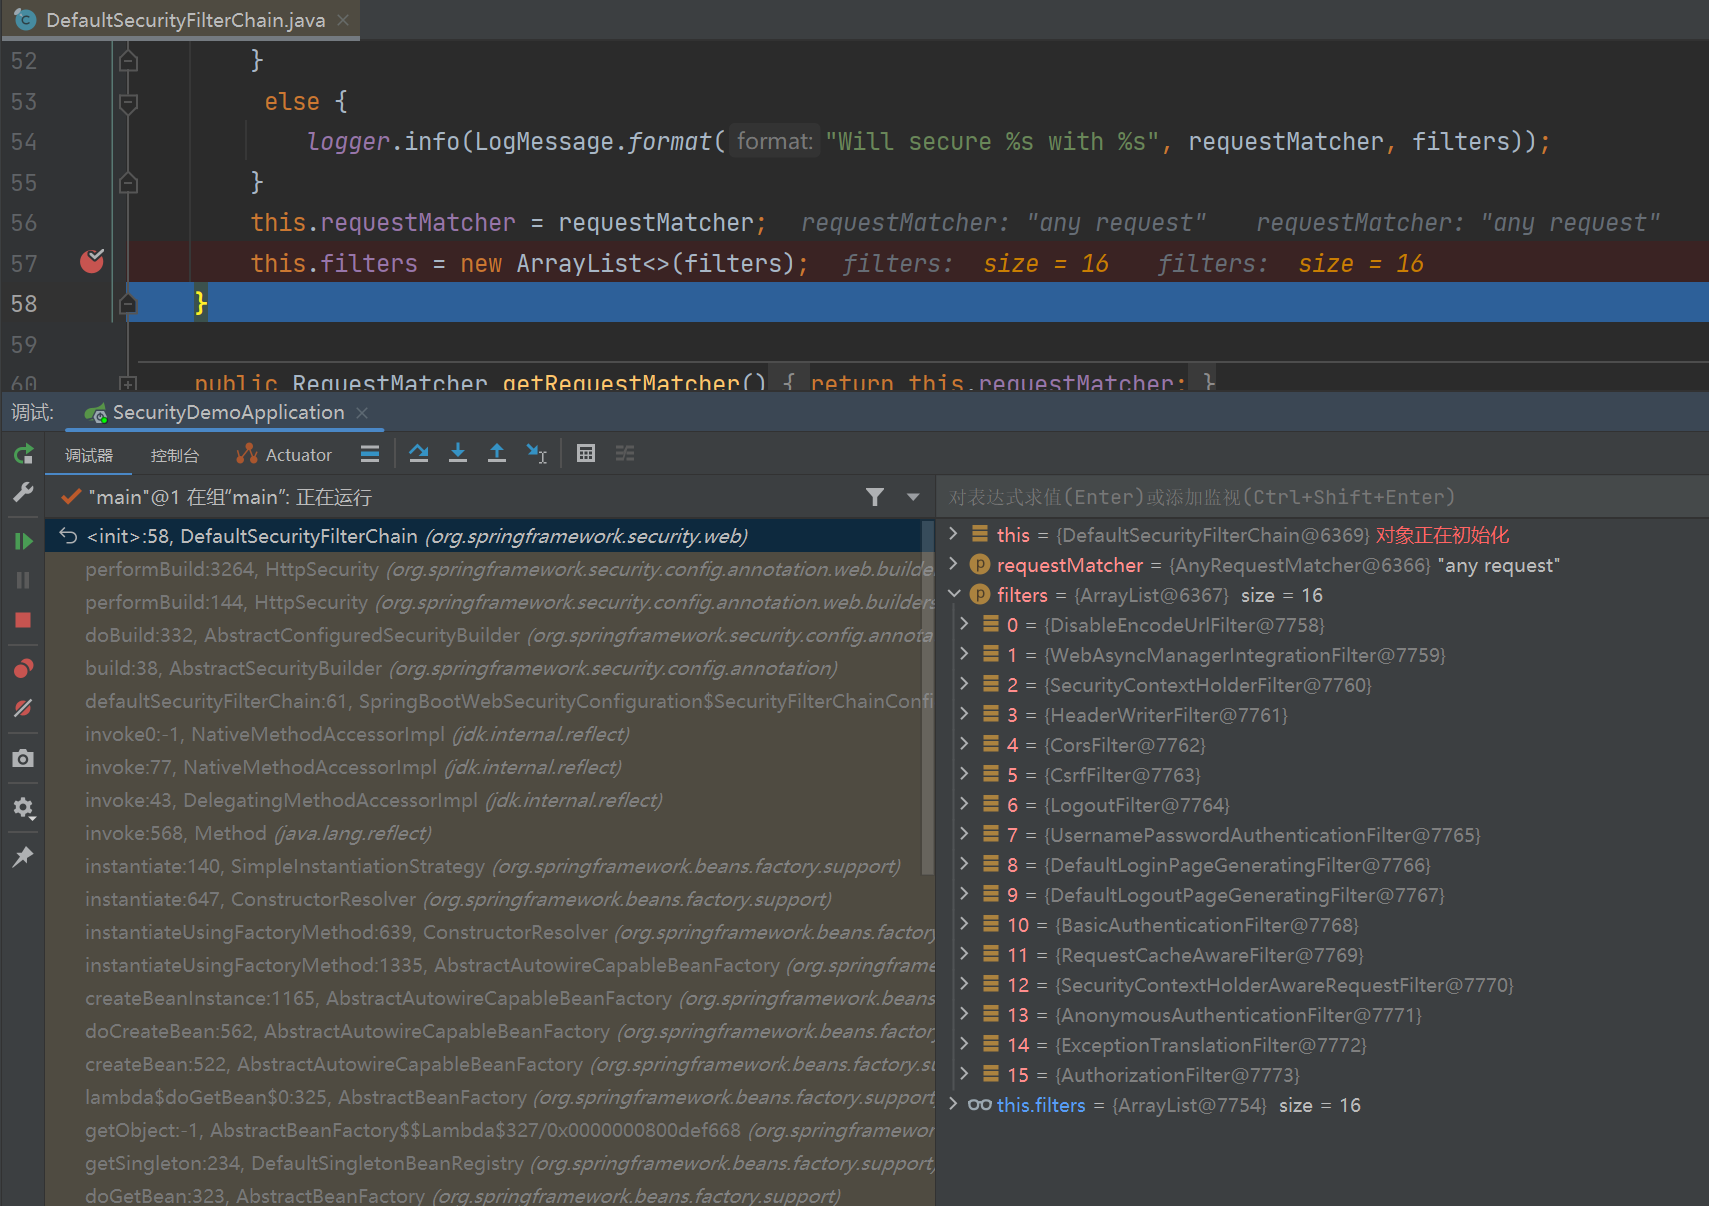 DefaultSecurityFilterChain.java
52 }
53 else {
54 logger.info(LogMessage.format( format: "Will secure %s with %s", requestMatcher, filters));
55 }
56 this.requestMatcher = requestMatcher; requestMatcher: "any request" requestMatcher: "any request"
57 this.filters = new ArrayList<>(filters); filters: size = 16 filters: size = 16
58 }
59
60 public RequestMatcher getRequestMatcher() { return this.requestMatcher; }
调试: SecurityDemoApplication
调试器 控制台 Actuator
"main"@1 在组“main”: 正在运行
<init>:58, DefaultSecurityFilterChain (org.springframework.security.web)
performBuild:3264, HttpSecurity (org.springframework.security.config.annotation.web.builde
performBuild:144, HttpSecurity (org.springframework.security.config.annotation.web.builders
doBuild:332, AbstractConfiguredSecurityBuilder (org.springframework.security.config.annota
build:38, AbstractSecurityBuilder (org.springframework.security.config.annotation)
defaultSecurityFilterChain:61, SpringBootWebSecurityConfiguration$SecurityFilterChainConfi
invoke0:-1, NativeMethodAccessorImpl (jdk.internal.reflect)
invoke:77, NativeMethodAccessorImpl (jdk.internal.reflect)
invoke:43, DelegatingMethodAccessorImpl (jdk.internal.reflect)
invoke:568, Method (java.lang.reflect)
instantiate:140, SimpleInstantiationStrategy (org.springframework.beans.factory.support)
instantiate:647, ConstructorResolver (org.springframework.beans.factory.support)
instantiateUsingFactoryMethod:639, ConstructorResolver (org.springframework.beans.factory
instantiateUsingFactoryMethod:1335, AbstractAutowireCapableBeanFactory (org.springframe
createBeanInstance:1165, AbstractAutowireCapableBeanFactory (org.springframework.beans
doCreateBean:562, AbstractAutowireCapableBeanFactory (org.springframework.beans.factor
createBean:522, AbstractAutowireCapableBeanFactory (org.springframework.beans.factory.su
lambda$doGetBean$0:325, AbstractBeanFactory (org.springframework.beans.factory.support
getObject:-1, AbstractBeanFactory$$Lambda$327/0x0000000800def668 (org.springframewor
getSingleton:234, DefaultSingletonBeanRegistry (org.springframework.beans.factory.support
doGetBean:323, AbstractBeanFactory (org.springframework.beans.factory.support)
对表达式求值(Enter)或添加监视(Ctrl+Shift+Enter)
this = {DefaultSecurityFilterChain@6369} 对象正在初始化
requestMatcher = {AnyRequestMatcher@6366} "any request"
filters = {ArrayList@6367} size = 16
0 = {DisableEncodeUrlFilter@7758}
1 = {WebAsyncManagerIntegrationFilter@7759}
2 = {SecurityContextHolderFilter@7760}
3 = {HeaderWriterFilter@7761}
4 = {CorsFilter@7762}
5 = {CsrfFilter@7763}
6 = {LogoutFilter@7764}
7 = {UsernamePasswordAuthenticationFilter@7765}
8 = {DefaultLoginPageGeneratingFilter@7766}
9 = {DefaultLogoutPageGeneratingFilter@7767}
10 = {BasicAuthenticationFilter@7768}
11 = {RequestCacheAwareFilter@7769}
12 = {SecurityContextHolderAwareRequestFilter@7770}
13 = {AnonymousAuthenticationFilter@7771}
14 = {ExceptionTranslationFilter@7772}
15 = {AuthorizationFilter@7773}
this.filters = {ArrayList@7754} size = 16